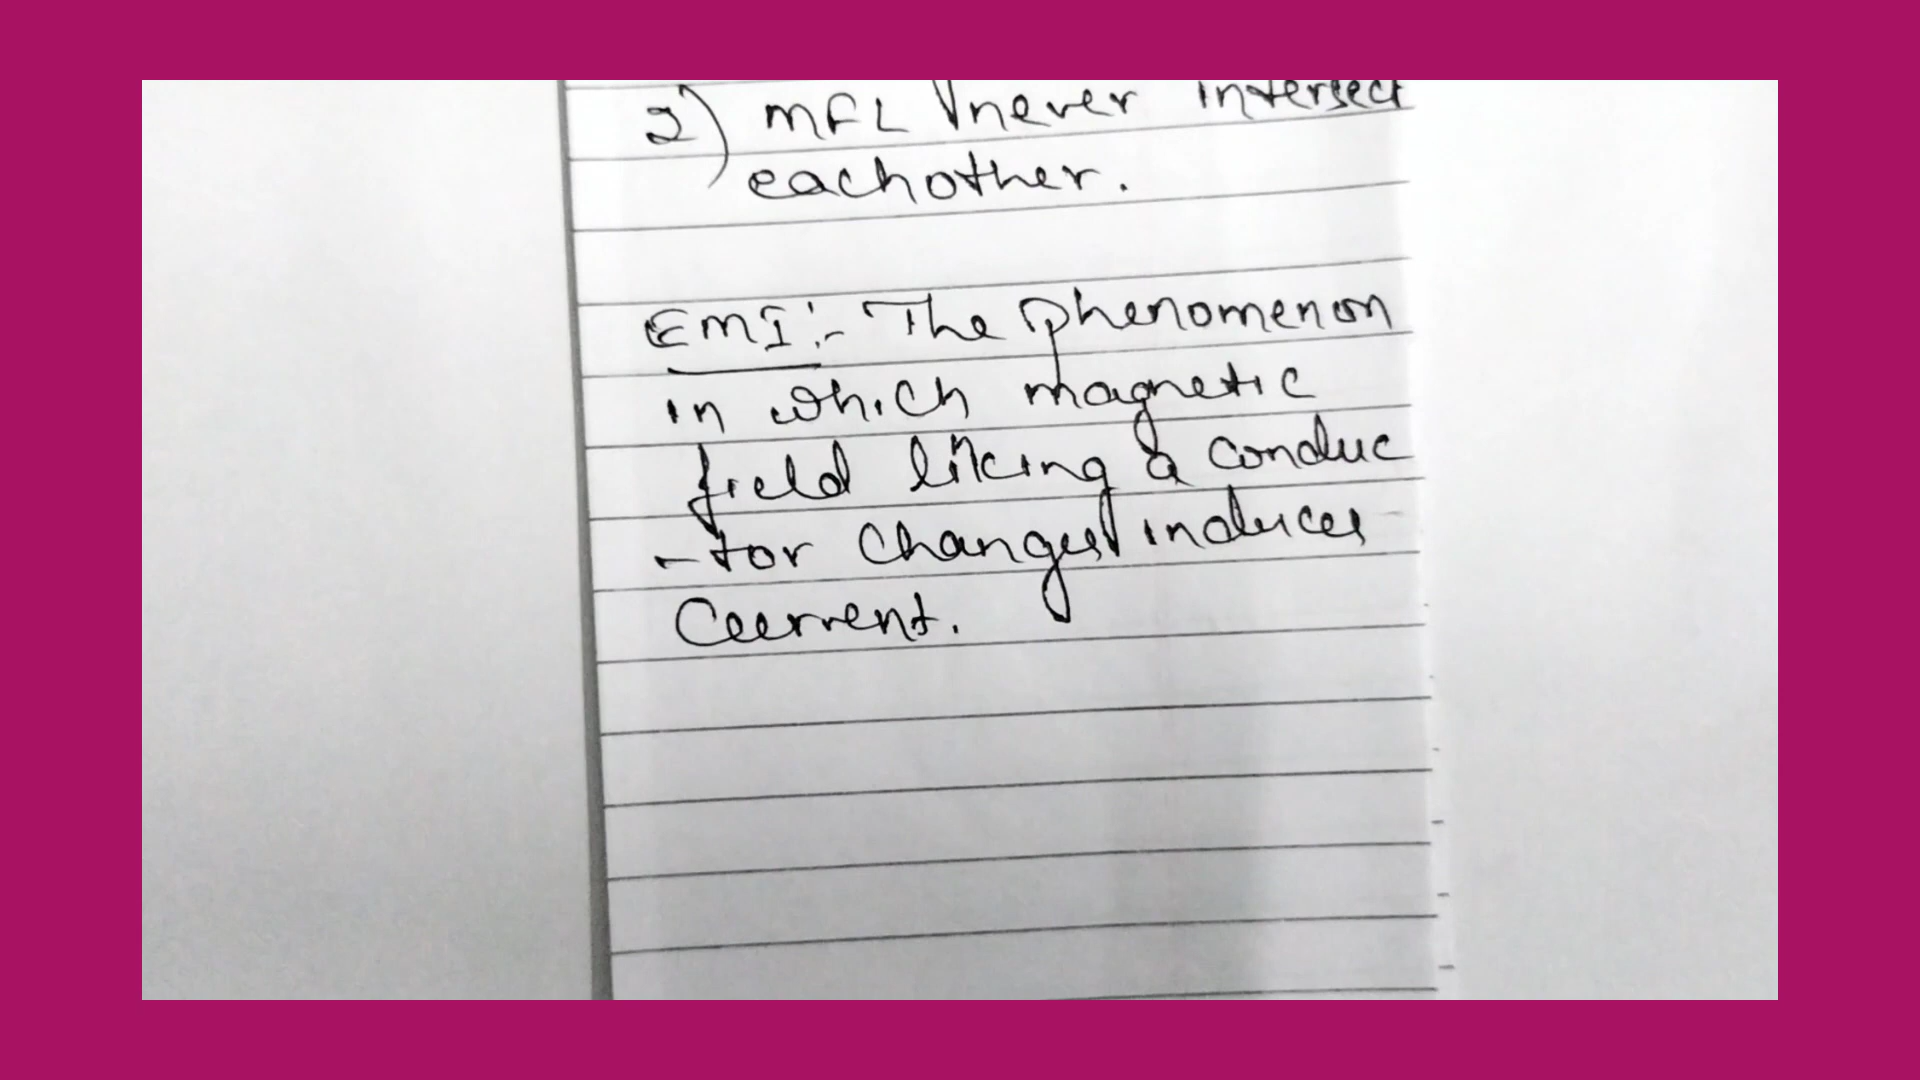 2) MFL never intersect
eachother.
EMI:- The phenomenon
in which magnetic
field liking a conduc
-tor changes induces
Current.